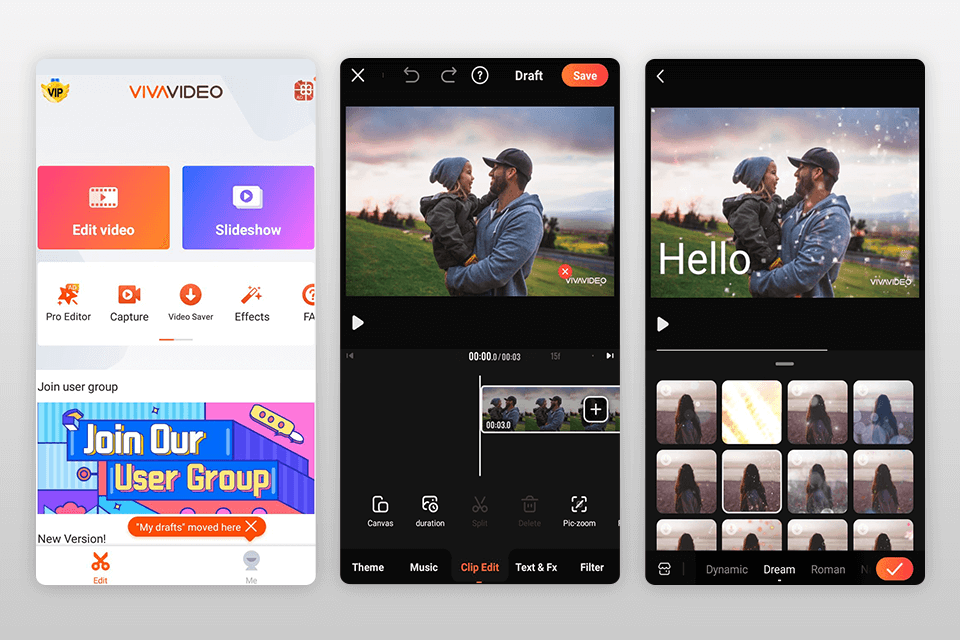 VIP
VIVAVIDEO
Edit video
Slideshow
AD
Pro Editor
Capture
Video Saver
Effects
FA
Join user group
Join Our
User Group
"My drafts" moved here
New Version!
Edit
Me
Draft
Save
VIVAVIDEO
00:00.0 / 00:03
15f
00:03.0
Canvas
duration
Split
Delete
Pic-zoom
Theme
Music
Clip Edit
Text & Fx
Filter
Hello
VIVAVIDEO
Dynamic
Dream
Roman